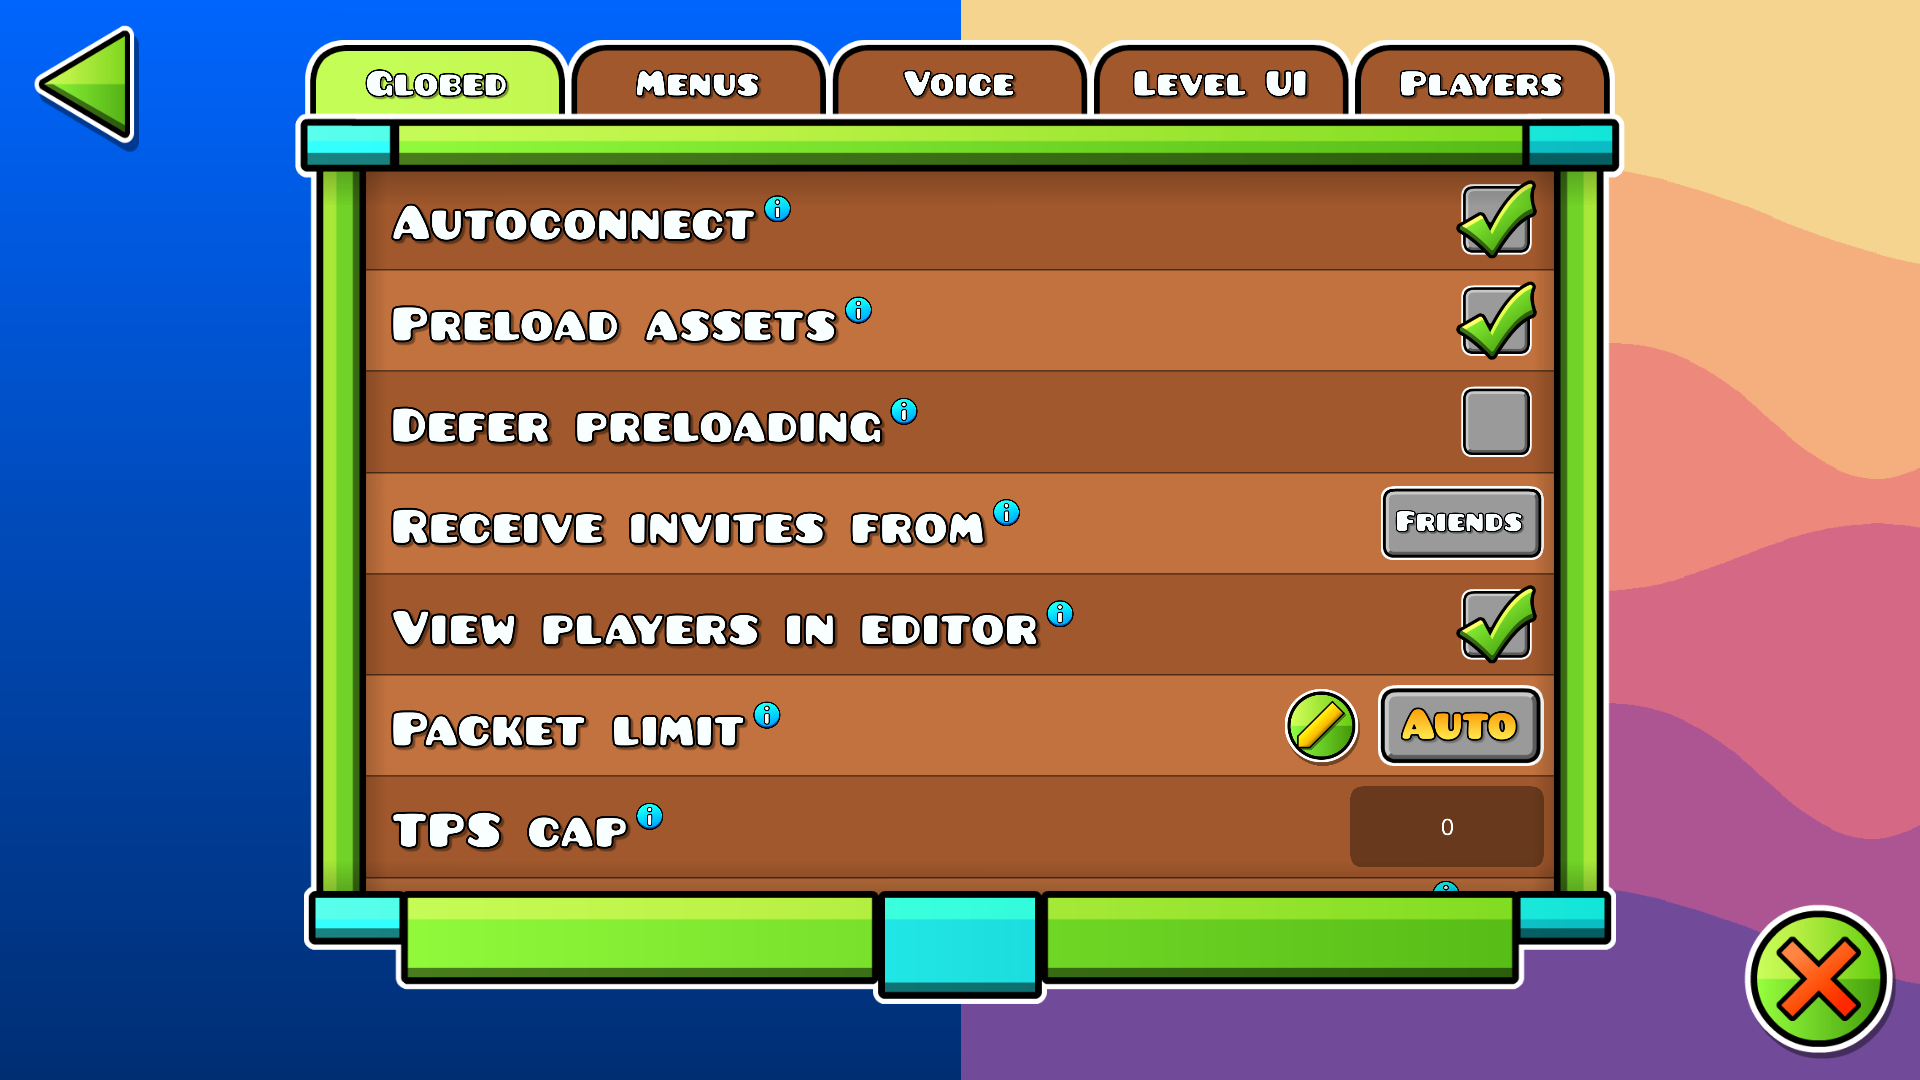 Globed
Menus
Voice
Level UI
Players
Autoconnect
Preload assets
Defer preloading
Receive invites from
Friends
View players in editor
Packet limit
Auto
TPS cap
0